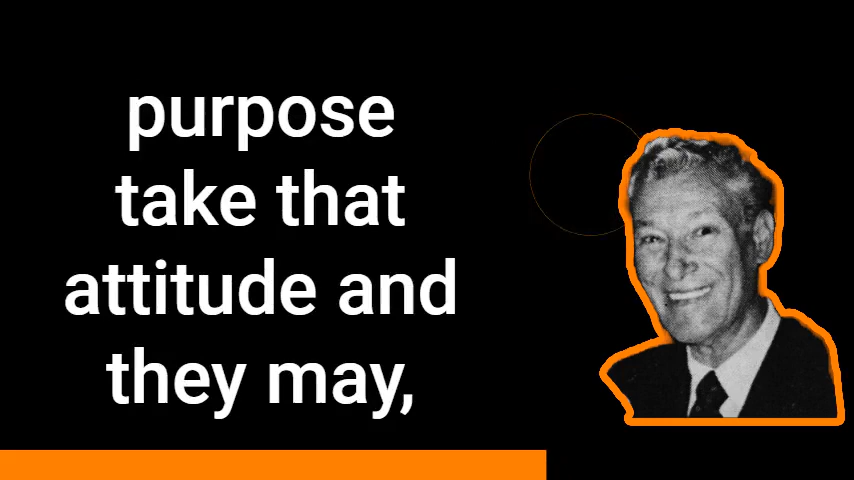 purpose
take that
attitude and
they may,